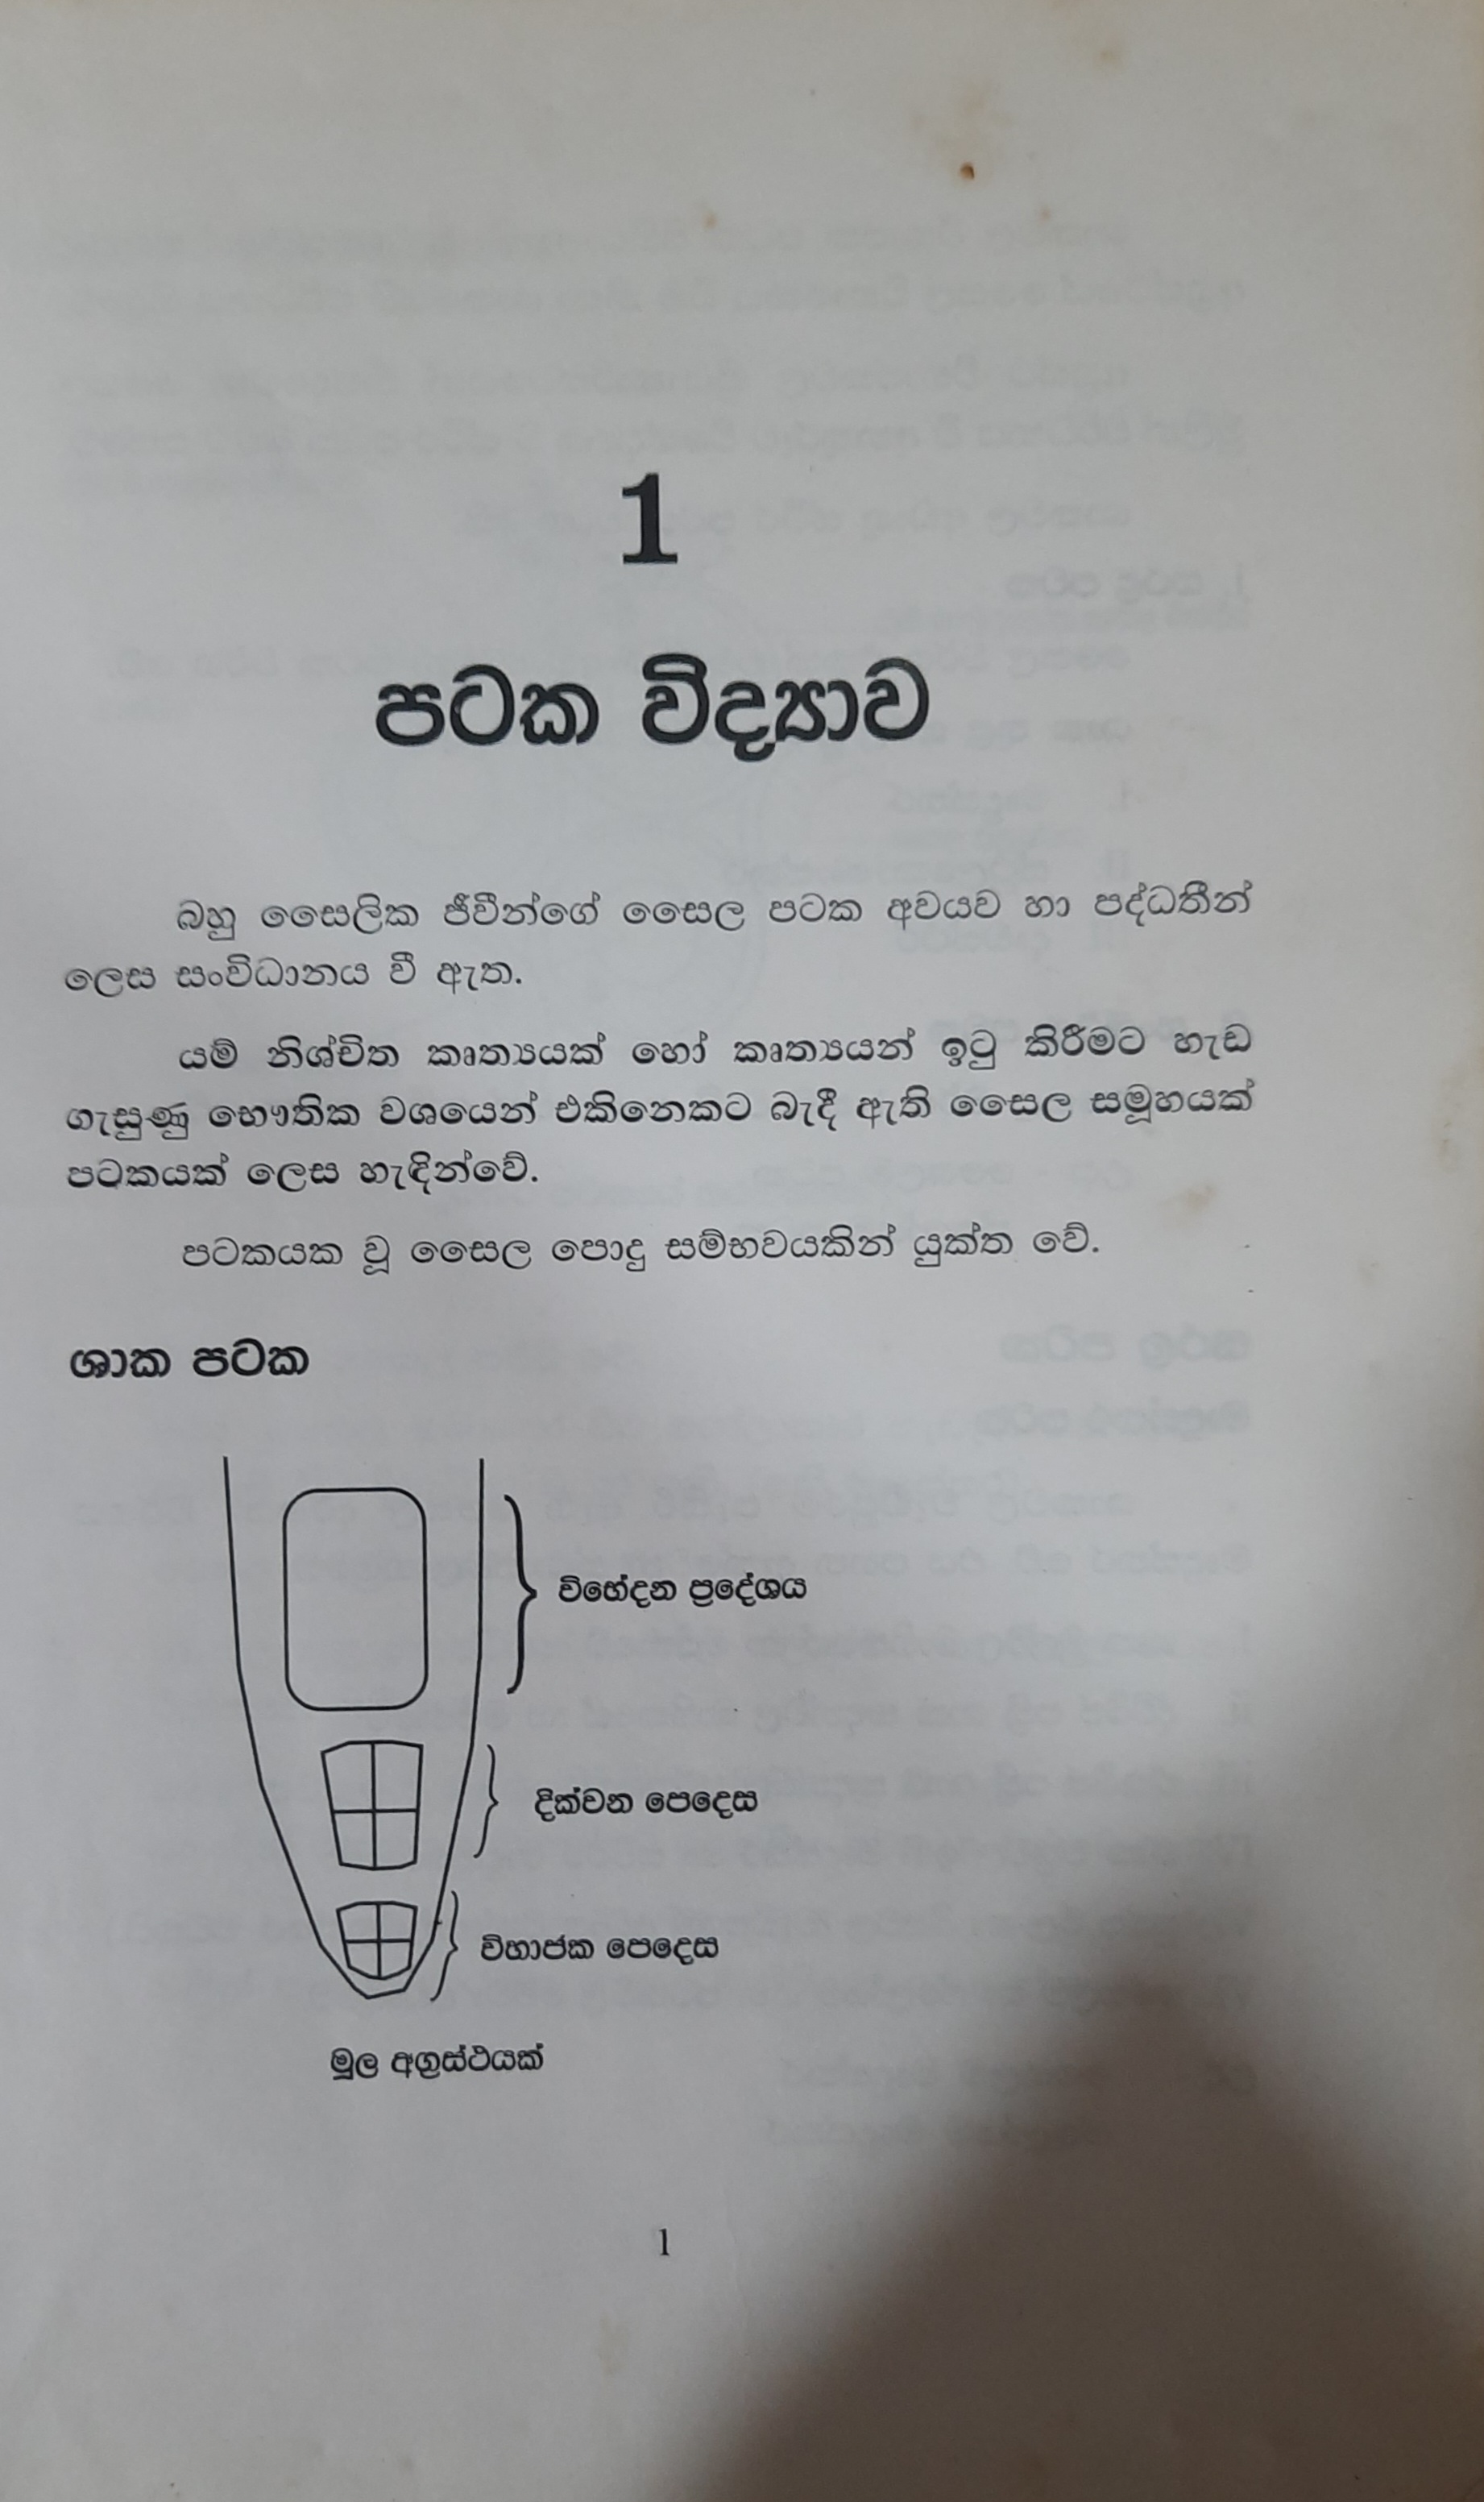 1
පටක විද්‍යාව
බහු සෛලික ජීවීන්ගේ සෛල පටක අවයව හා පද්ධතීන්
ලෙස සංවිධානය වී ඇත.
යම් නිශ්චිත කෘත්‍යයක් හෝ කෘත්‍යයන් ඉටු කිරීමට හැඩ
ගැසුණු භෞතික වශයෙන් එකිනෙකට බැදී ඇති සෛල සමූහයක්
පටකයක් ලෙස හැඳින්වේ.
පටකයක වූ සෛල පොදු සම්භවයකින් යුක්ත වේ.
ශාක පටක
විභේදන ප්‍රදේශය
දික්වන පෙදෙස
විභාජක පෙදෙස
මූල අග්‍රස්ථයක්
1